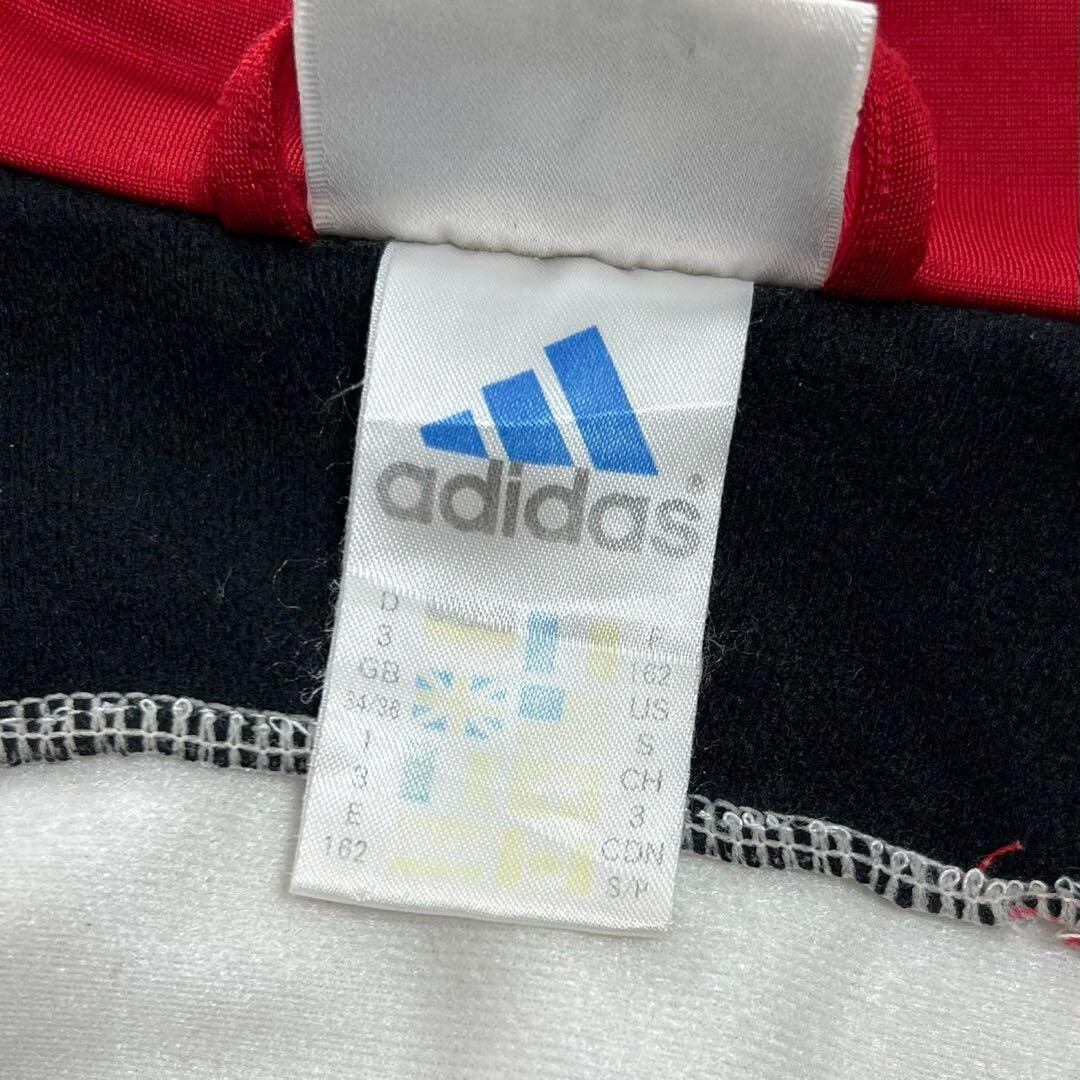 adidas®
D F
3 162
GB US
34/36 S
I CH
3 3
E CDN
162 S/P